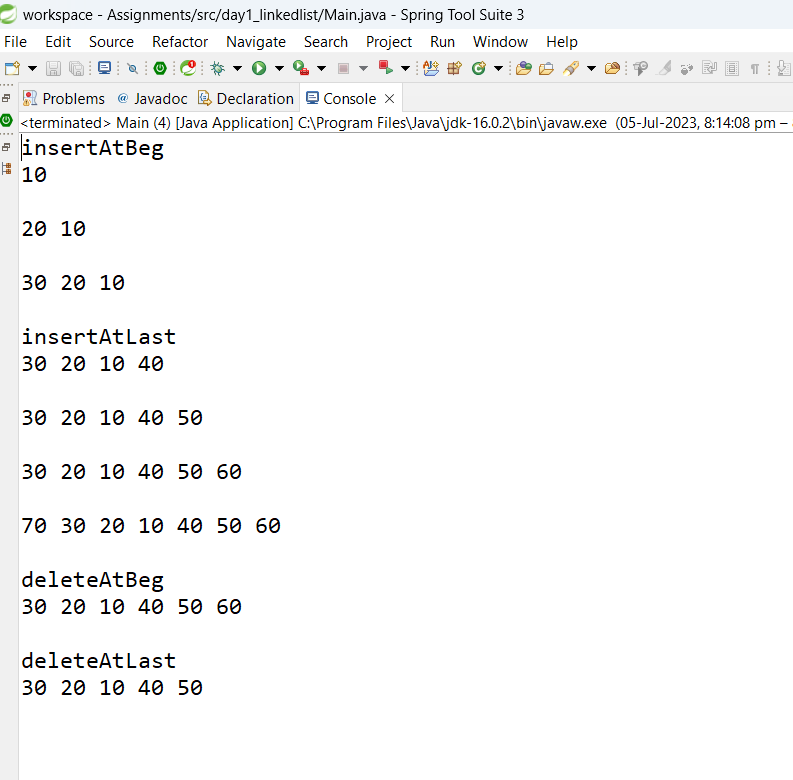 workspace - Assignments/src/day1_linkedlist/Main.java - Spring Tool Suite 3
File Edit Source Refactor Navigate Search Project Run Window Help
Problems @ Javadoc Declaration Console
<terminated> Main (4) [Java Application] C:\Program Files\Java\jdk-16.0.2\bin\javaw.exe (05-Jul-2023, 8:14:08 pm –
insertAtBeg
10
20 10
30 20 10
insertAtLast
30 20 10 40
30 20 10 40 50
30 20 10 40 50 60
70 30 20 10 40 50 60
deleteAtBeg
30 20 10 40 50 60
deleteAtLast
30 20 10 40 50